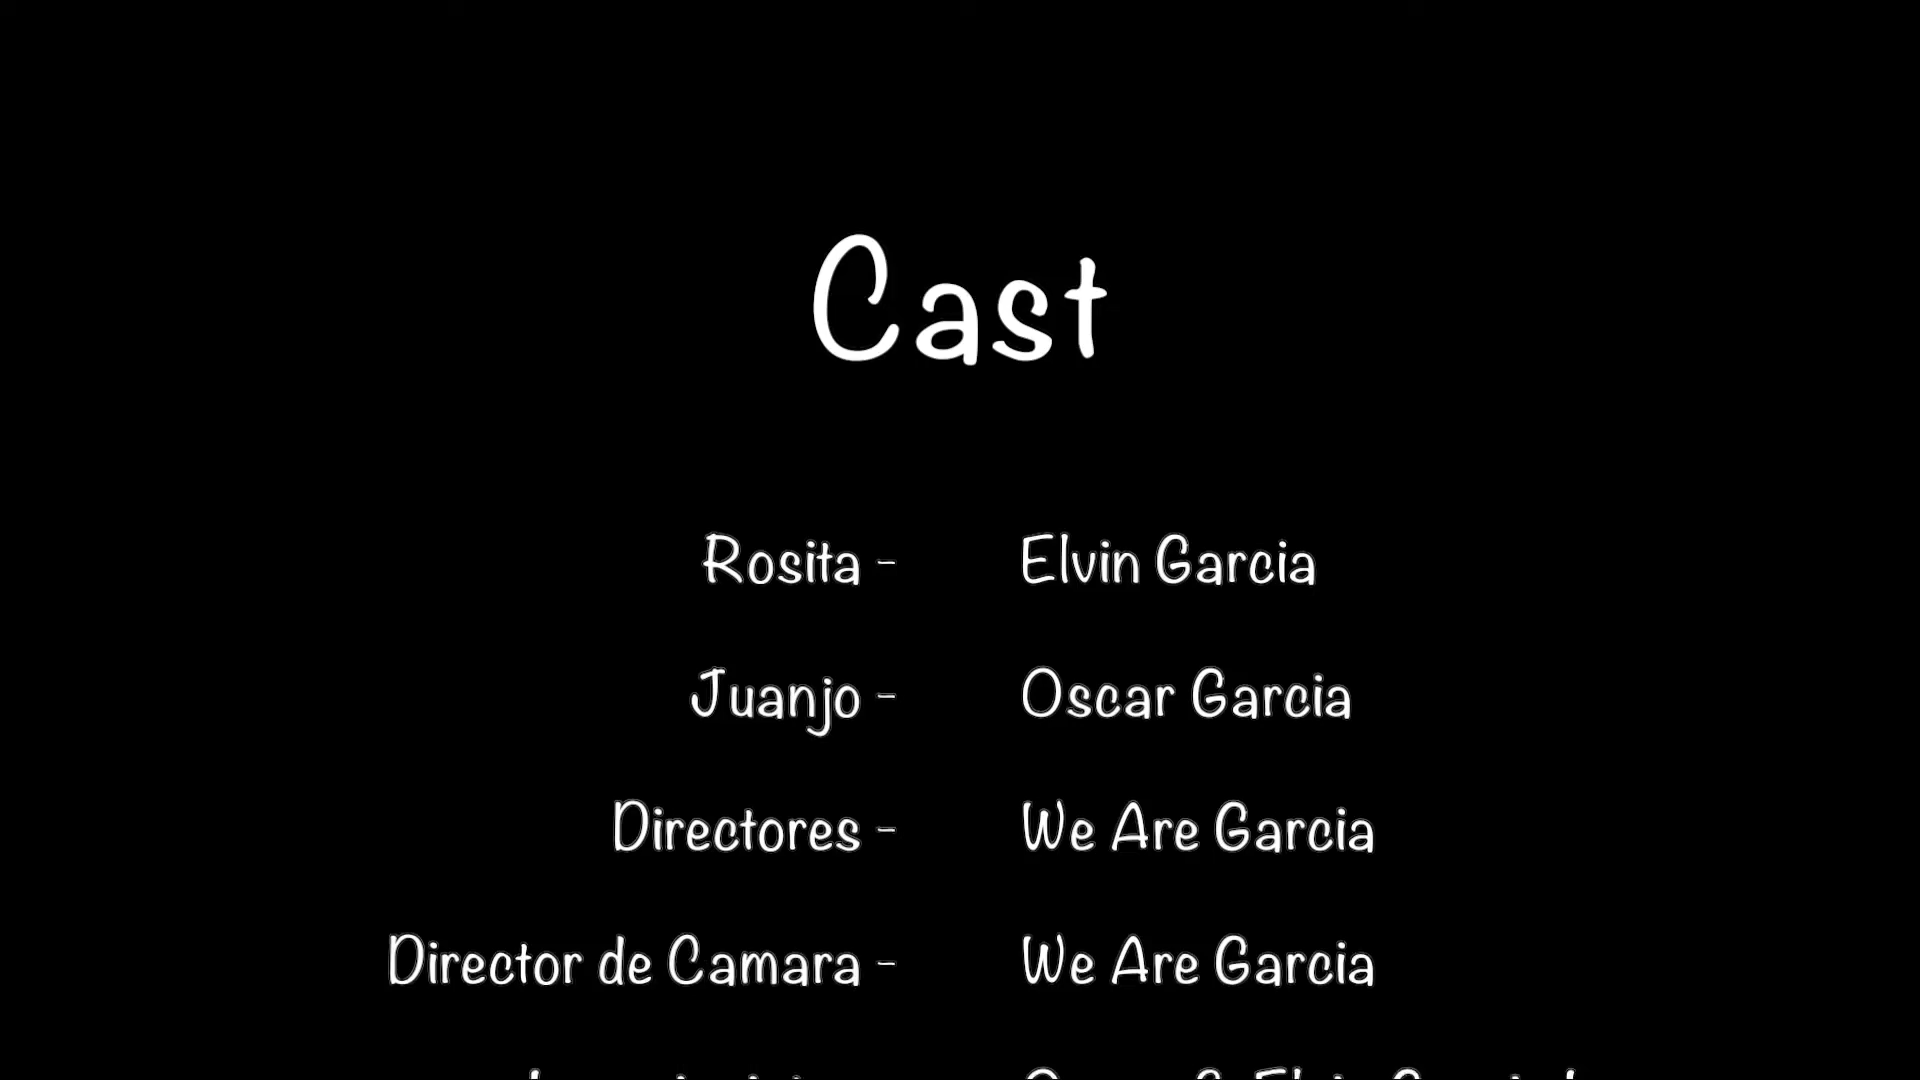 Cast
Rosita - Elvin Garcia
Juanjo - Oscar Garcia
Directores - We Are Garcia
Director de Camara - We Are Garcia